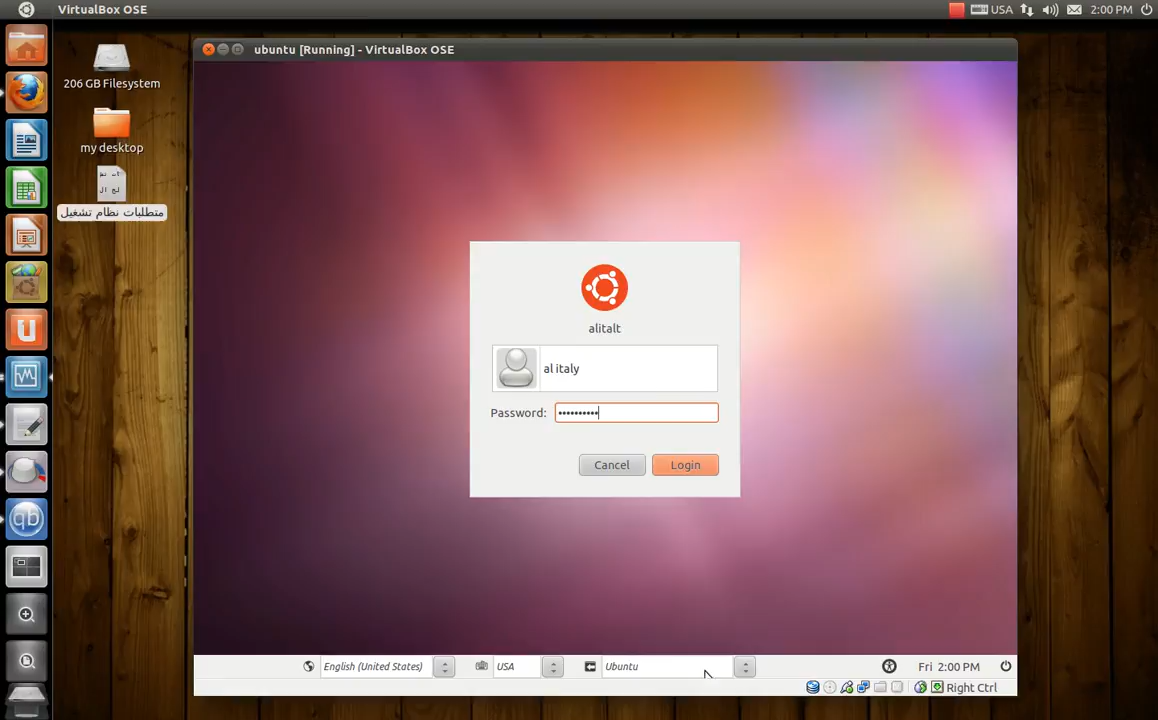 VirtualBox OSE
USA
2:00 PM
206 GB Filesystem
my desktop
متطلبات نظام تشغيل
ubuntu [Running] - VirtualBox OSE
alitalt
al italy
Password: ••••••••••
Cancel
Login
English (United States)
USA
Ubuntu
Fri 2:00 PM
Right Ctrl
U
qb